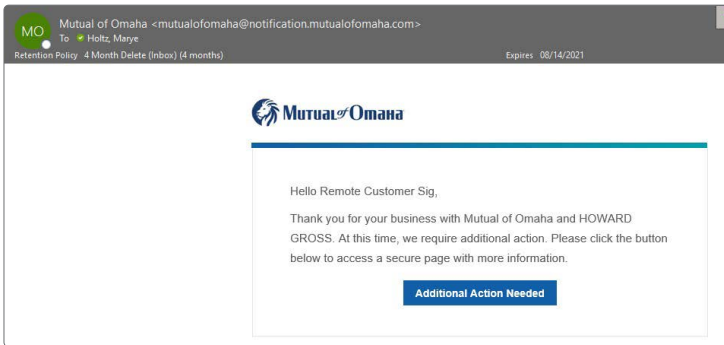 MO
Mutual of Omaha <mutualofomaha@notification.mutualofomaha.com>
To Holtz, Marye
Retention Policy 4 Month Delete (Inbox) (4 months) Expires 08/14/2021
Mutual of Omaha
Hello Remote Customer Sig,
Thank you for your business with Mutual of Omaha and HOWARD
GROSS. At this time, we require additional action. Please click the button
below to access a secure page with more information.
Additional Action Needed